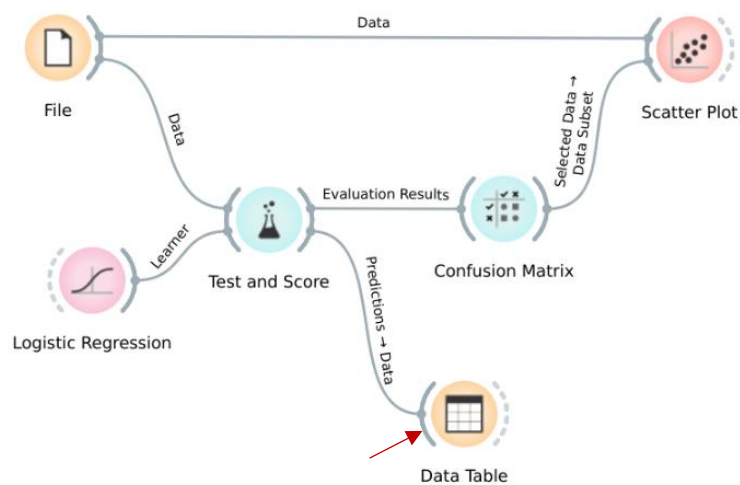 Data
File
Scatter Plot
Data
Selected Data →
Data Subset
Learner
Evaluation Results
Test and Score
Confusion Matrix
Logistic Regression
Predictions → Data
Data Table